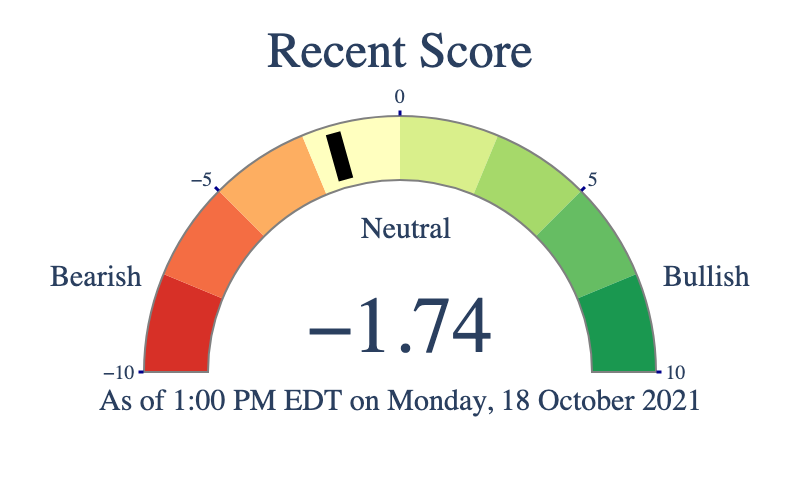 Recent Score
0
−5
5
Neutral
Bearish
Bullish
−1.74
−10
10
As of 1:00 PM EDT on Monday, 18 October 2021